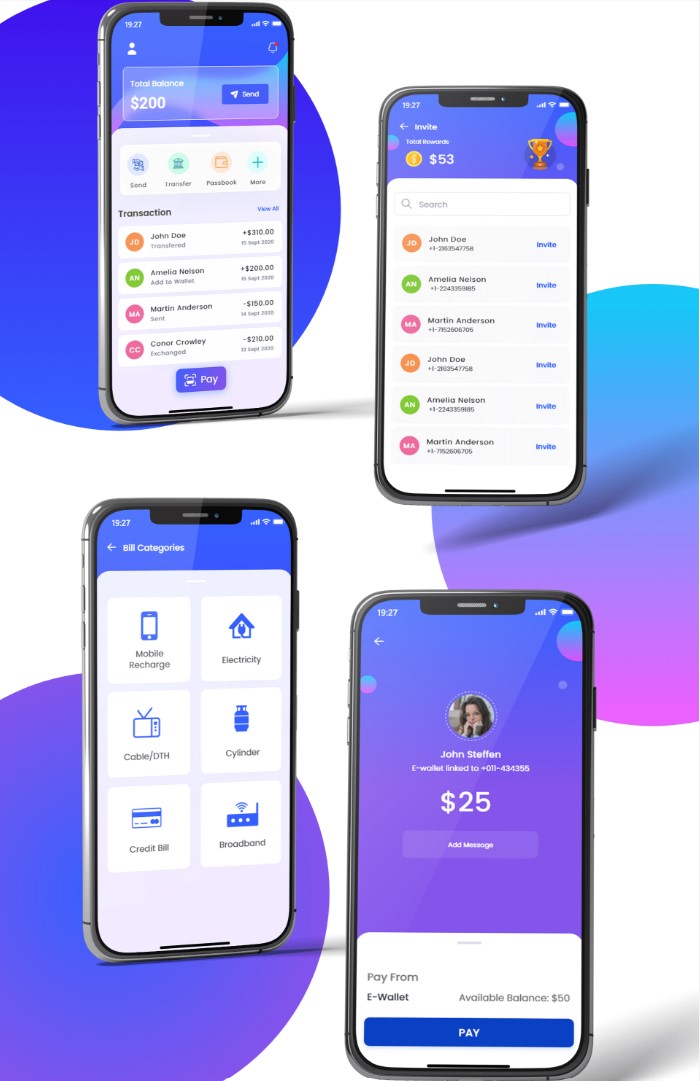 19:27
Total Balance
$200
Send
Send
Transfer
Passbook
More
Transaction
View All
JD
John Doe
Transfered
+$310.00
15 Sept 2020
AN
Amelia Nelson
Add to Wallet
+$200.00
15 Sept 2020
MA
Martin Anderson
Sent
-$150.00
14 Sept 2020
CC
Conor Crowley
Exchanged
-$210.00
13 Sept 2020
Pay
19:27
Invite
Total Rewards
$53
Search
JD
John Doe
+1-2163547758
Invite
AN
Amelia Nelson
+1-2243359185
Invite
MA
Martin Anderson
+1-7152606705
Invite
JD
John Doe
+1-2163547758
Invite
AN
Amelia Nelson
+1-2243359185
Invite
MA
Martin Anderson
+1-7152606705
Invite
19:27
Bill Categories
Mobile
Recharge
Electricity
Cable/DTH
Cylinder
Credit Bill
Broadband
19:27
John Steffen
E-wallet linked to +011-434355
$25
Add Message
Pay From
E-Wallet
Available Balance: $50
PAY